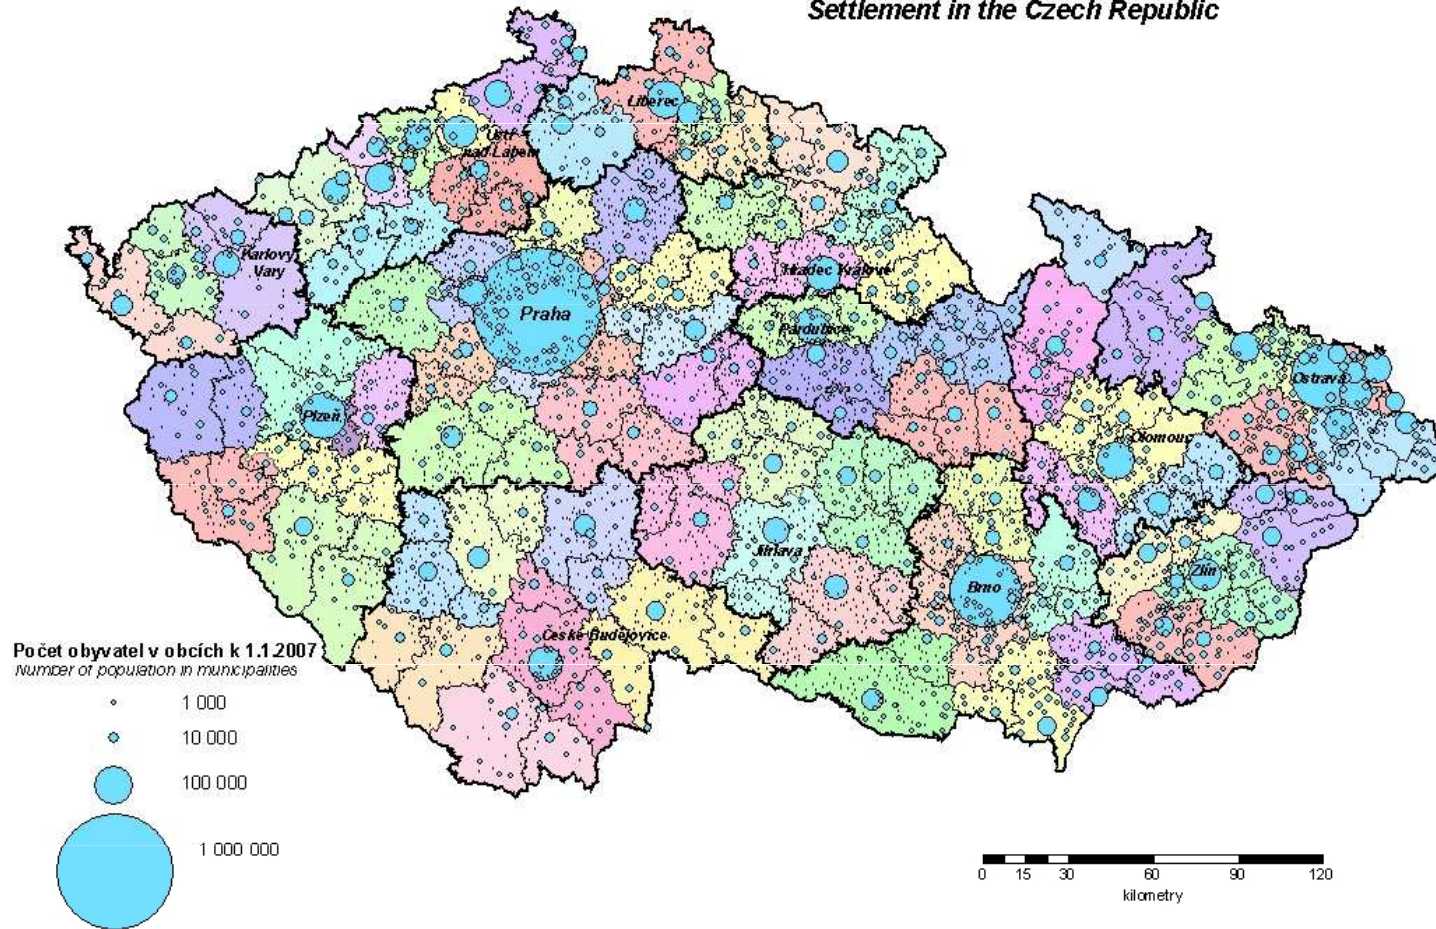 Settlement in the Czech Republic
Liberec
Ústí
nad Labem
Karlovy
Vary
Hradec Králové
Praha
Pardubice
Ostrava
Plzeň
Olomouc
Jihlava
Zlín
Brno
České Budějovice
Počet obyvatel v obcích k 1.1.2007
Number of population in municipalities
1 000
10 000
100 000
1 000 000
0 15 30 60 90 120
kilometry